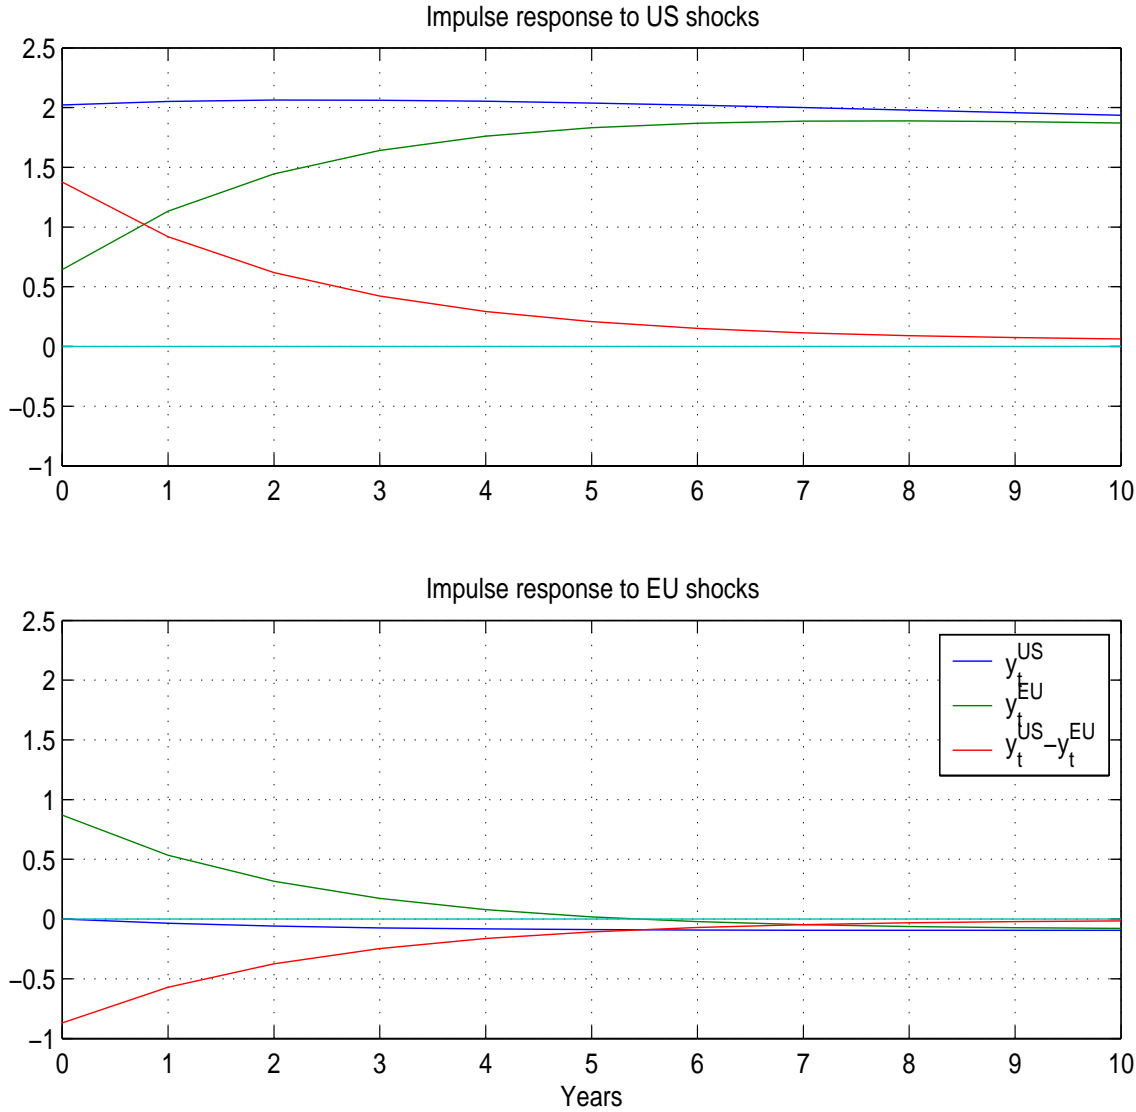 Impulse response to US shocks
2.5
2
1.5
1
0.5
0
−0.5
−1
0 1 2 3 4 5 6 7 8 9 10
Impulse response to EU shocks
2.5
2
1.5
1
0.5
0
−0.5
−1
y_t^US
y_t^EU
y_t^US−y_t^EU
0 1 2 3 4 5 6 7 8 9 10
Years